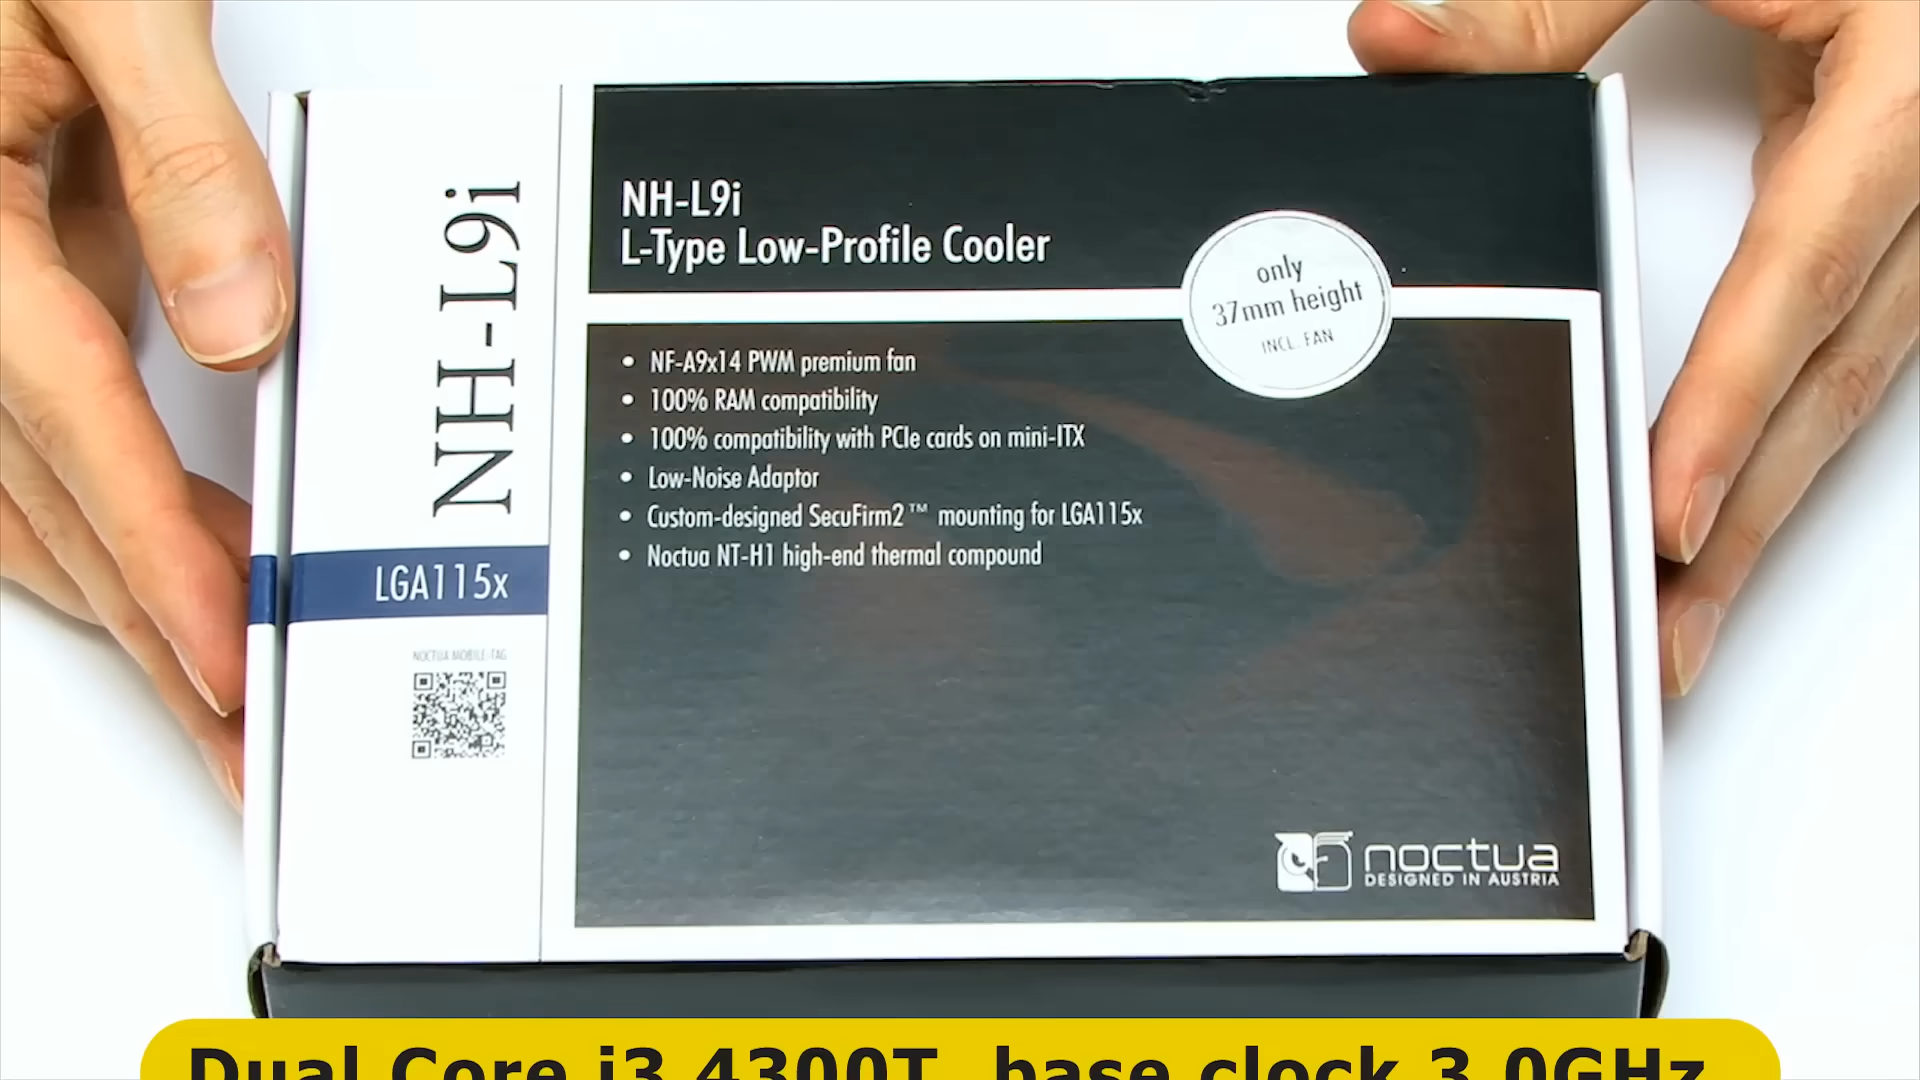 NH-L9i
LGA115x
NOCTUA MOBILE-TAG
NH-L9i
L-Type Low-Profile Cooler
only
37mm height
INCL. FAN
• NF-A9x14 PWM premium fan
• 100% RAM compatibility
• 100% compatibility with PCIe cards on mini-ITX
• Low-Noise Adaptor
• Custom-designed SecuFirm2™ mounting for LGA115x
• Noctua NT-H1 high-end thermal compound
noctua
DESIGNED IN AUSTRIA
Dual Core i3 4300T, base clock 3.0GHz